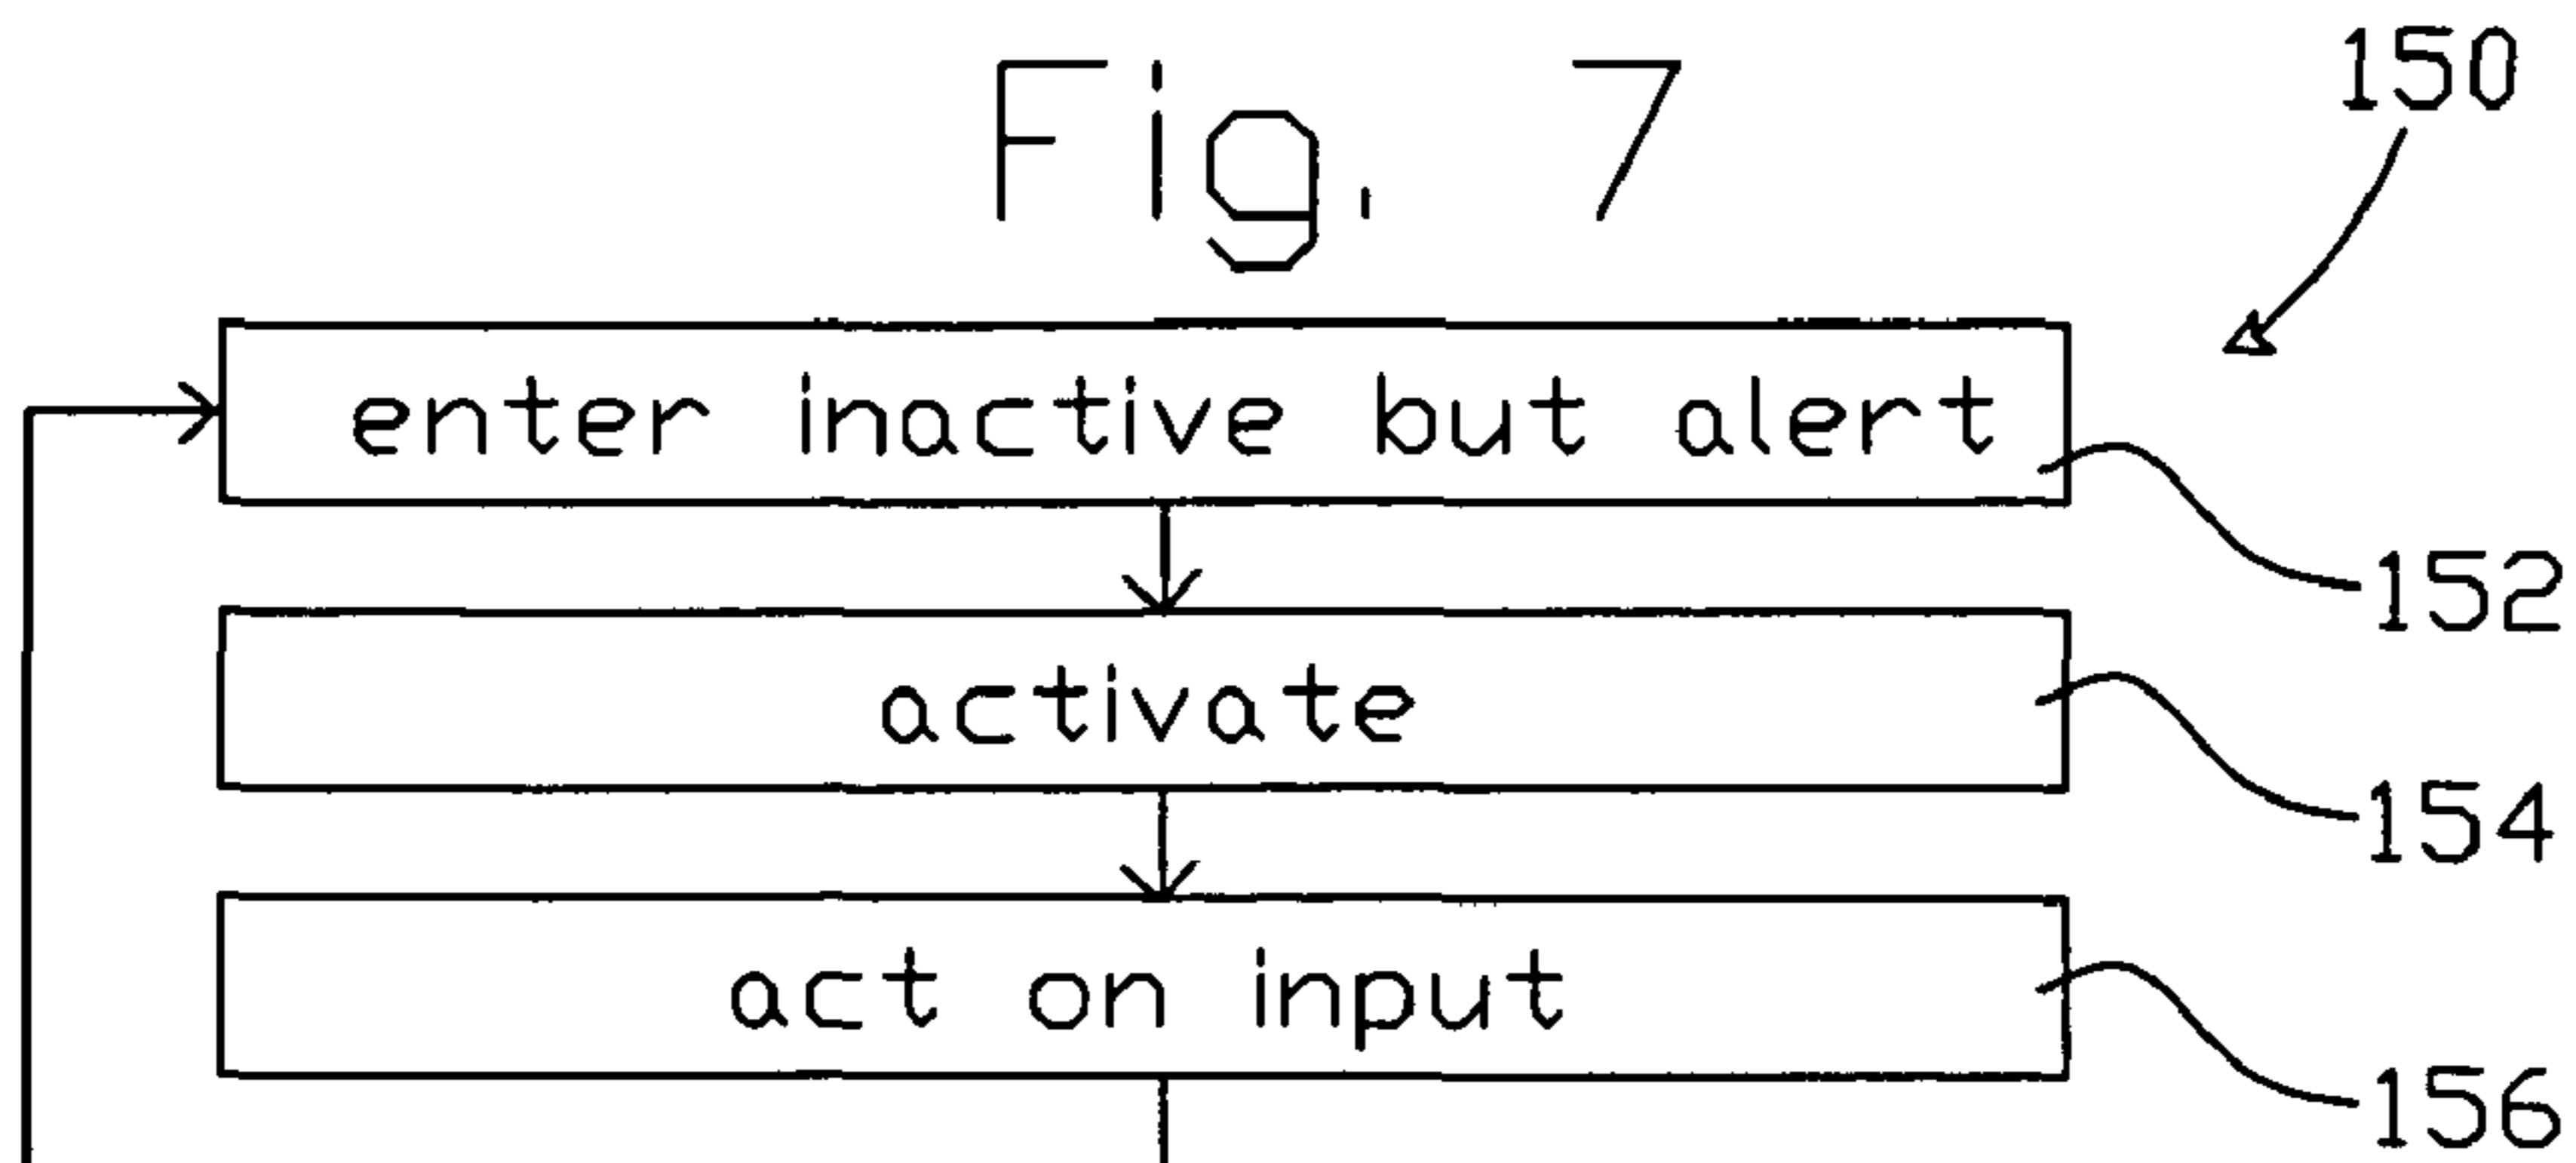 Fig. 7
150
enter inactive but alert
152
activate
154
act on input
156